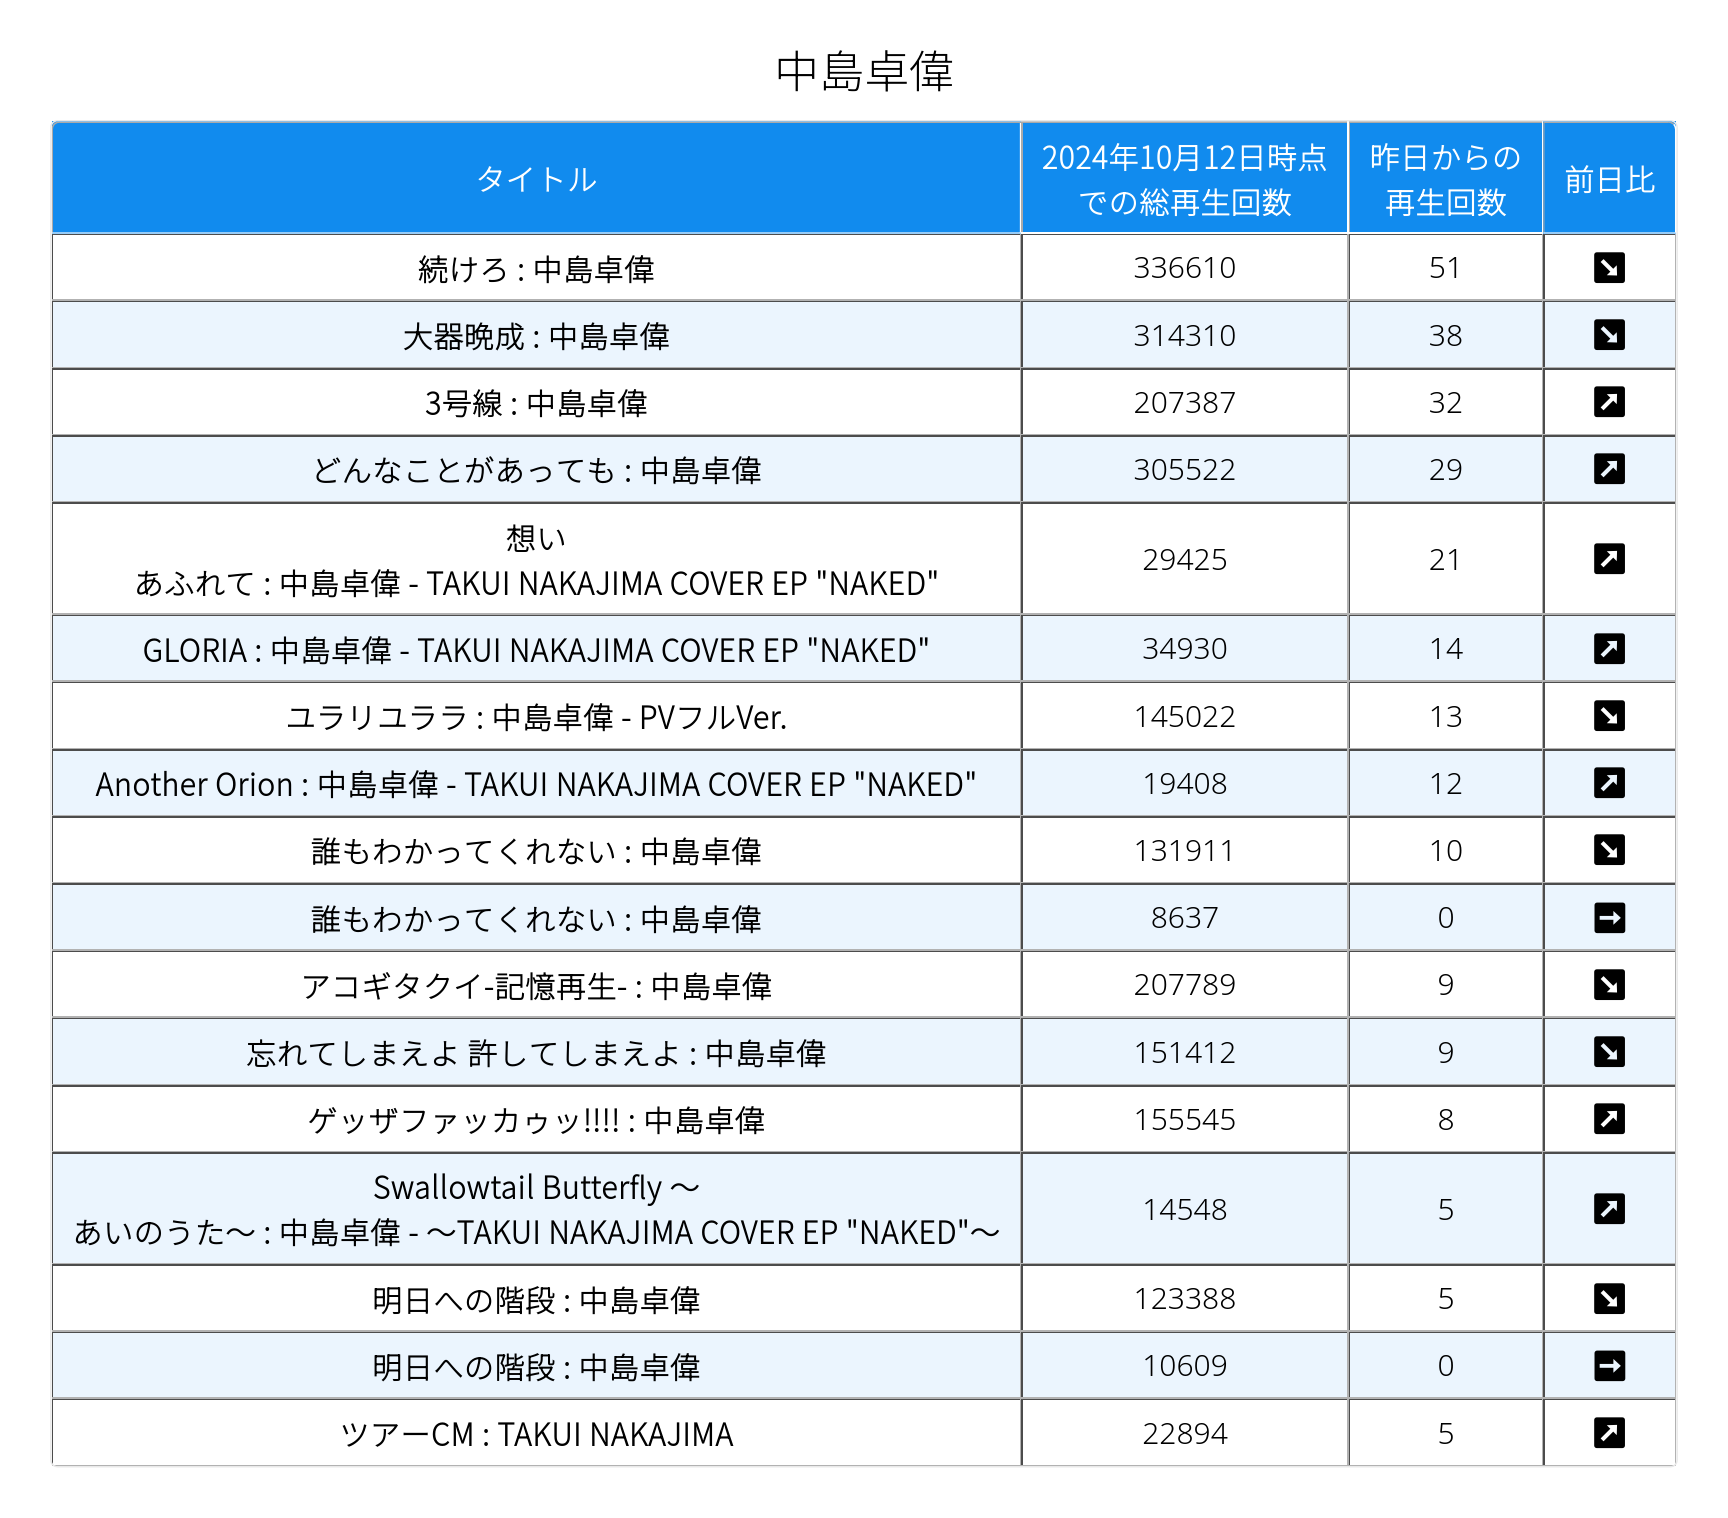 中島卓偉
タイトル
2024年10月12日時点
での総再生回数
昨日からの
再生回数
前日比
続けろ : 中島卓偉 336610 51 ↘
大器晩成 : 中島卓偉 314310 38 ↘
3号線 : 中島卓偉 207387 32 ↗
どんなことがあっても : 中島卓偉 305522 29 ↗
想い
あふれて : 中島卓偉 - TAKUI NAKAJIMA COVER EP "NAKED" 29425 21 ↗
GLORIA : 中島卓偉 - TAKUI NAKAJIMA COVER EP "NAKED" 34930 14 ↗
ユラリユララ : 中島卓偉 - PVフルVer. 145022 13 ↘
Another Orion : 中島卓偉 - TAKUI NAKAJIMA COVER EP "NAKED" 19408 12 ↗
誰もわかってくれない : 中島卓偉 131911 10 ↘
誰もわかってくれない : 中島卓偉 8637 0 →
アコギタクイ-記憶再生- : 中島卓偉 207789 9 ↘
忘れてしまえよ 許してしまえよ : 中島卓偉 151412 9 ↘
ゲッザファッカゥッ!!!! : 中島卓偉 155545 8 ↗
Swallowtail Butterfly ～
あいのうた～ : 中島卓偉 - ～TAKUI NAKAJIMA COVER EP "NAKED"～ 14548 5 ↗
明日への階段 : 中島卓偉 123388 5 ↘
明日への階段 : 中島卓偉 10609 0 →
ツアーCM : TAKUI NAKAJIMA 22894 5 ↗